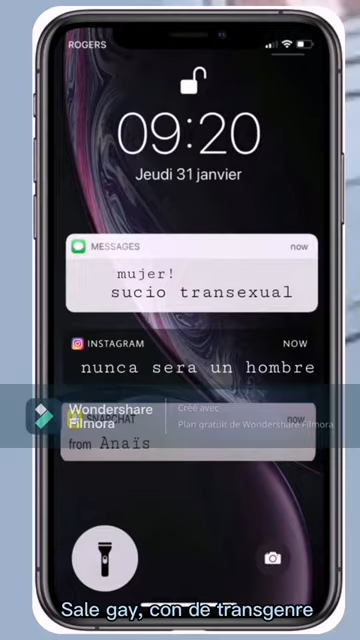 ROGERS
09:20
Jeudi 31 janvier
MESSAGES now
mujer!
sucio transexual
INSTAGRAM NOW
nunca sera un hombre
SNAPCHAT now
Wondershare
Filmora
Créé avec
Plan gratuit de Wondershare Filmora
from Anaïs
Sale gay, con de transgenre